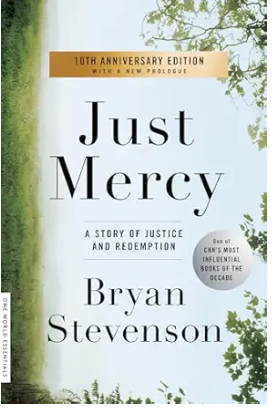 10TH ANNIVERSARY EDITION
WITH A NEW PROLOGUE
Just
Mercy
A STORY OF JUSTICE
AND REDEMPTION
One of
CNN'S MOST
INFLUENTIAL
BOOKS OF THE
DECADE
Bryan
Stevenson
ONE WORLD ESSENTIALS